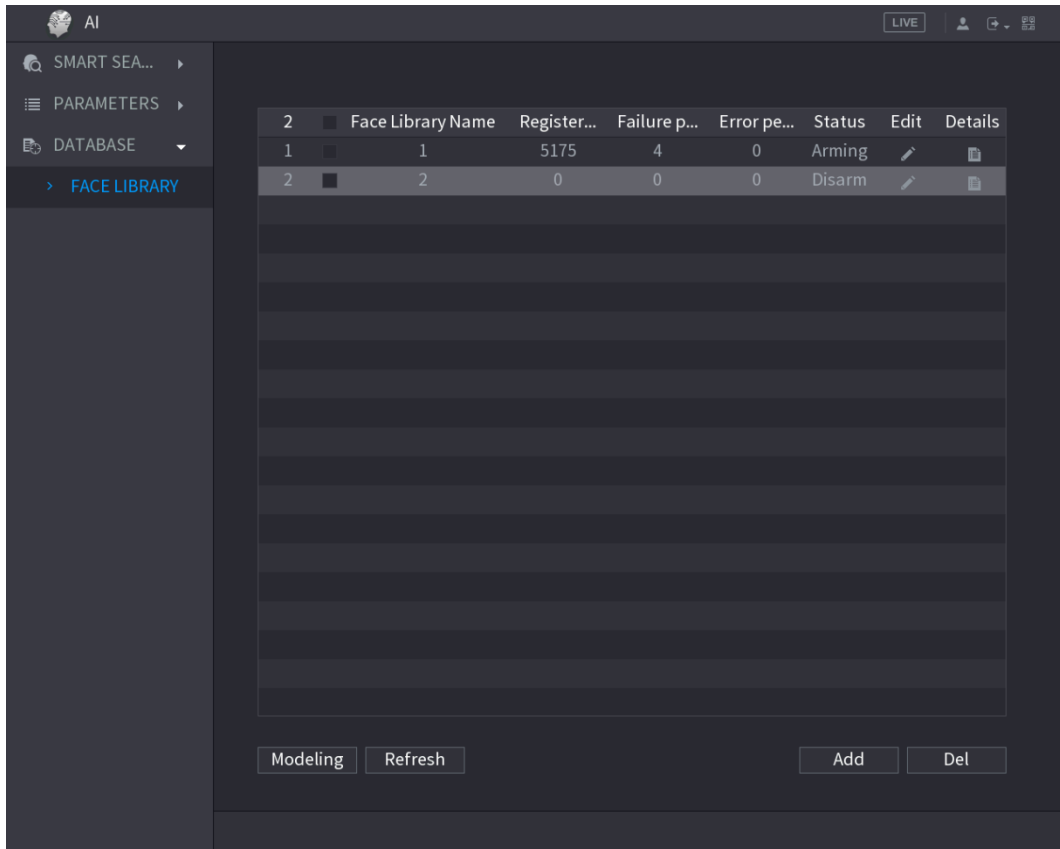 AI LIVE
SMART SEA...
PARAMETERS
DATABASE
FACE LIBRARY
2 Face Library Name Register... Failure p... Error pe... Status Edit Details
1 1 5175 4 0 Arming
2 2 0 0 0 Disarm
Modeling Refresh Add Del